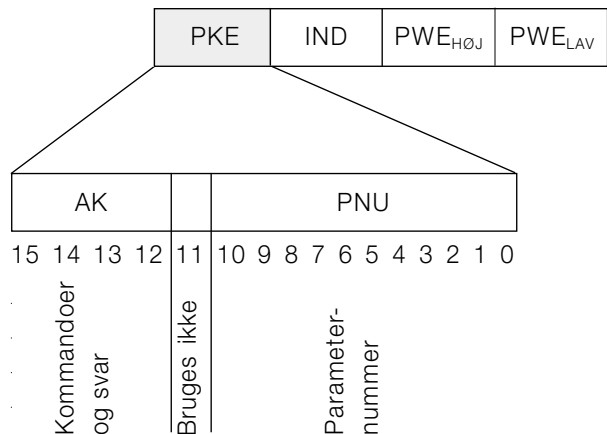 PKE IND PWEHØJ PWELAV
AK PNU
15 14 13 12 11 10 9 8 7 6 5 4 3 2 1 0
Kommandoer
og svar
Bruges ikke
Parameter-
nummer